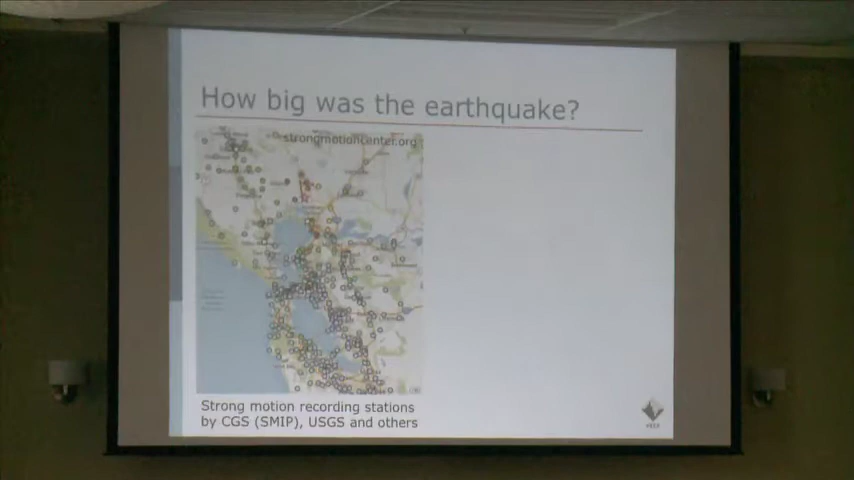 How big was the earthquake?
strongmotioncenter.org
Strong motion recording stations
by CGS (SMIP), USGS and others